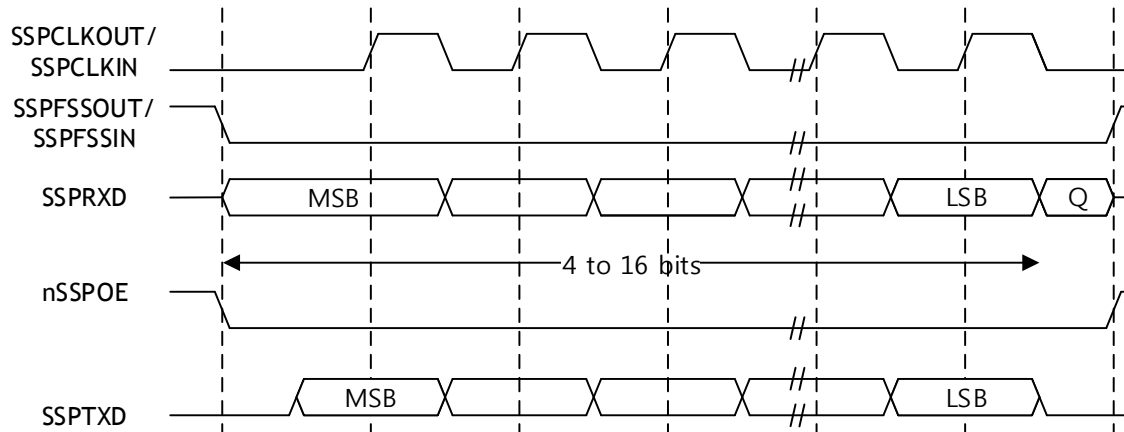 SSPCLKOUT/
SSPCLKIN
SSPFSSOUT/
SSPFSSIN
SSPRXD
MSB
LSB
Q
4 to 16 bits
nSSPOE
MSB
LSB
SSPTXD